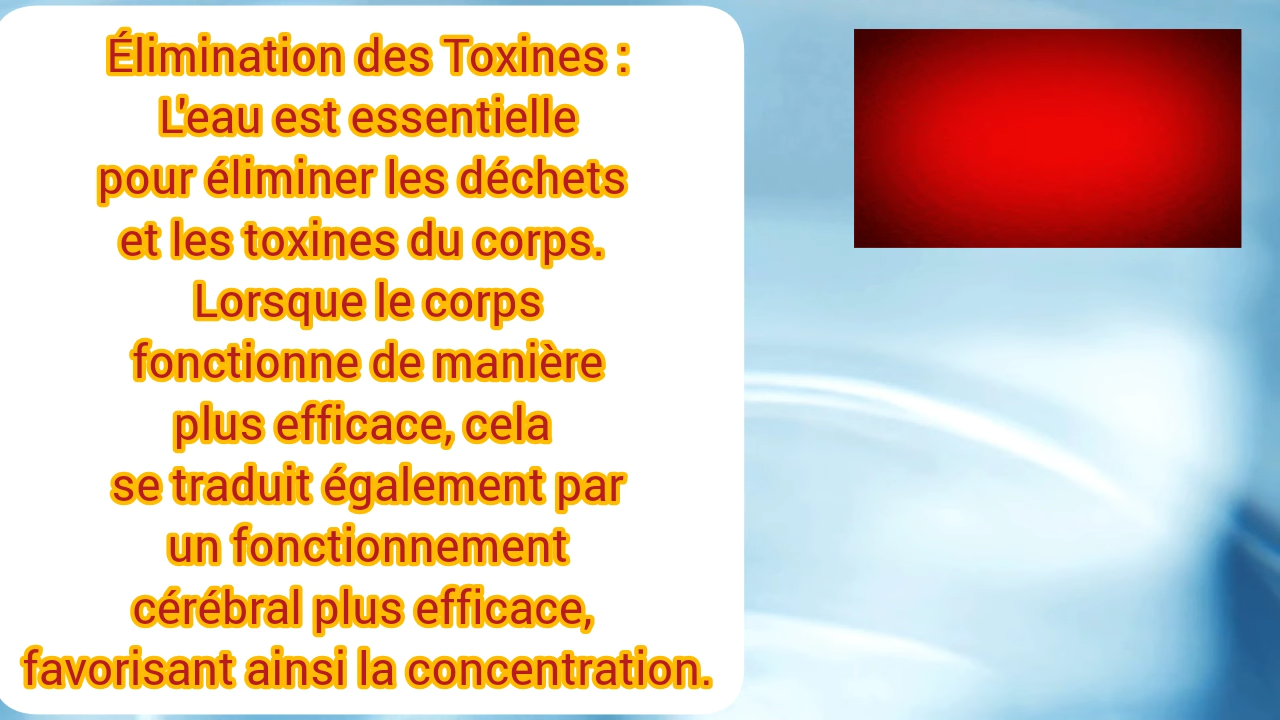 Élimination des Toxines :
L'eau est essentielle
pour éliminer les déchets
et les toxines du corps.
Lorsque le corps
fonctionne de manière
plus efficace, cela
se traduit également par
un fonctionnement
cérébral plus efficace,
favorisant ainsi la concentration.